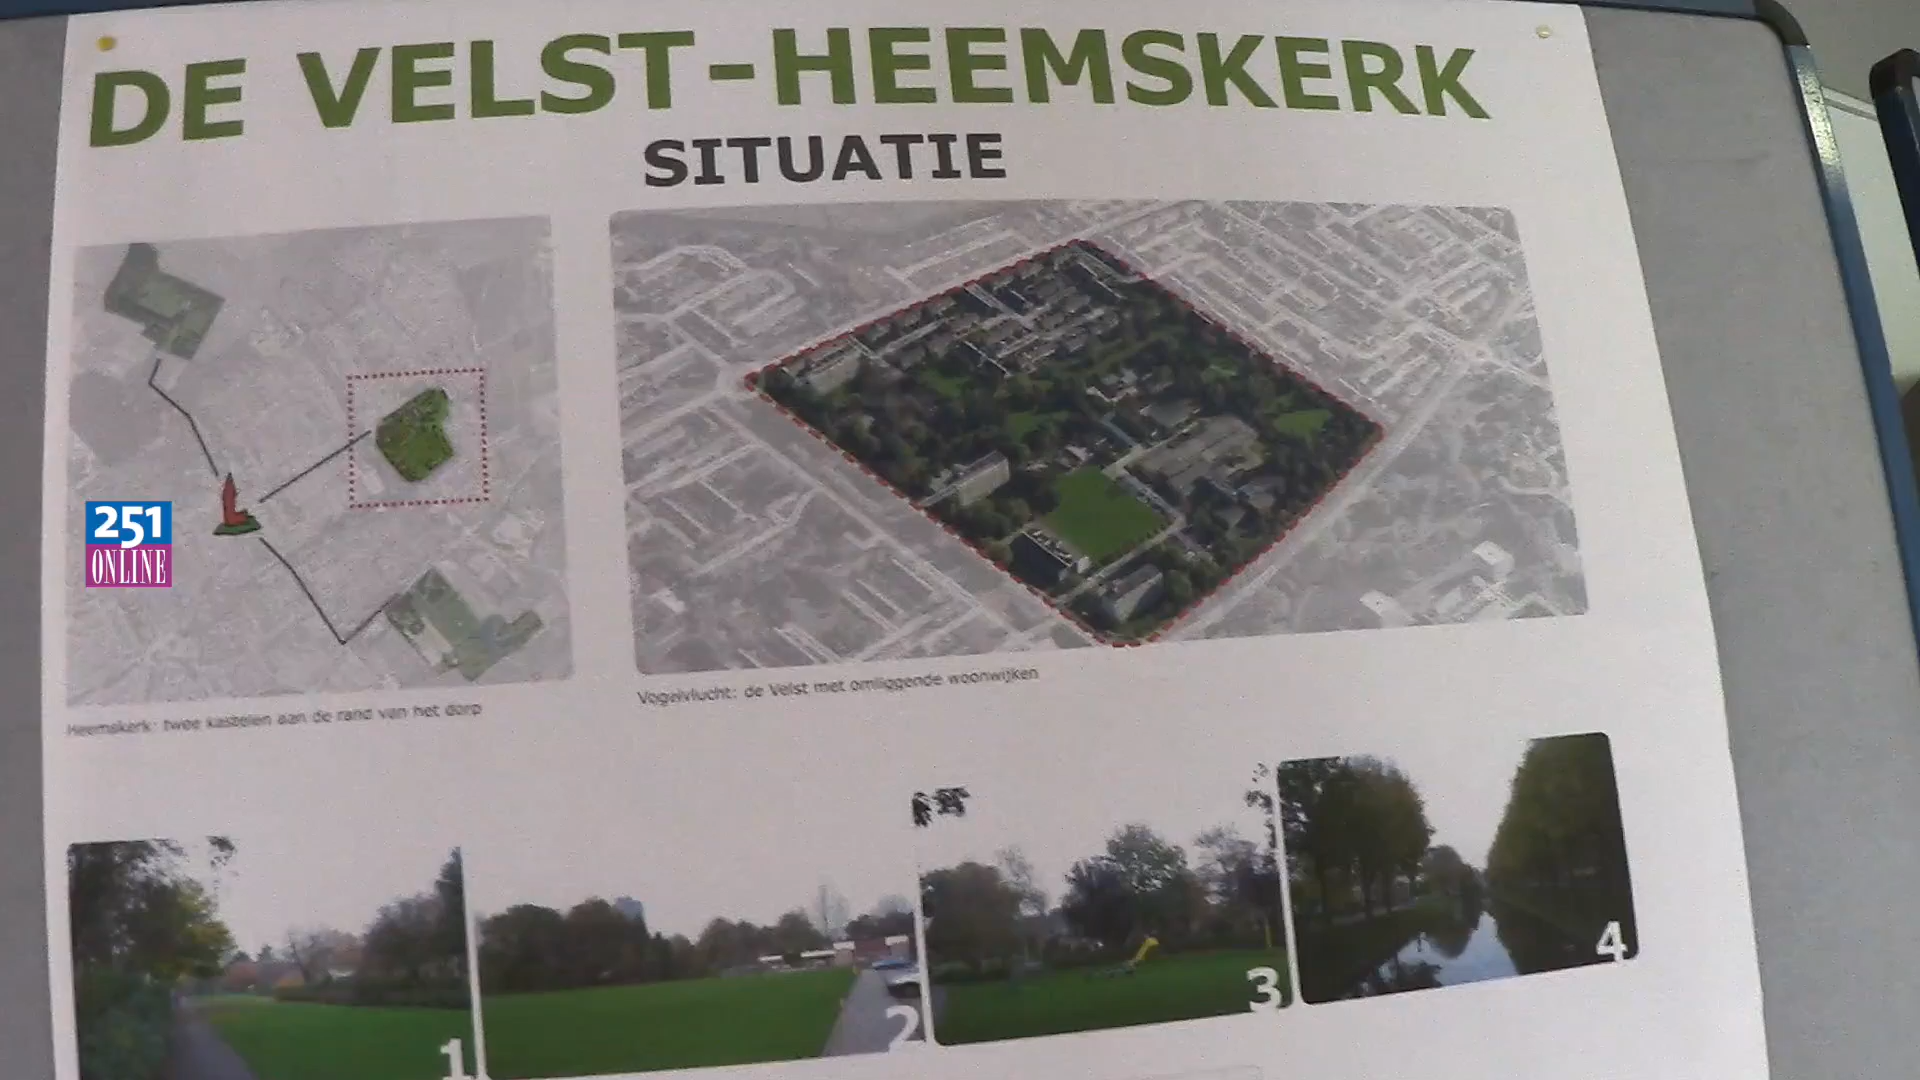 DE VELST-HEEMSKERK
SITUATIE
251
ONLINE
Heemskerk: twee kastelen aan de rand van het dorp
Vogelvlucht: de Velst met omliggende woonwijken
1
2
3
4